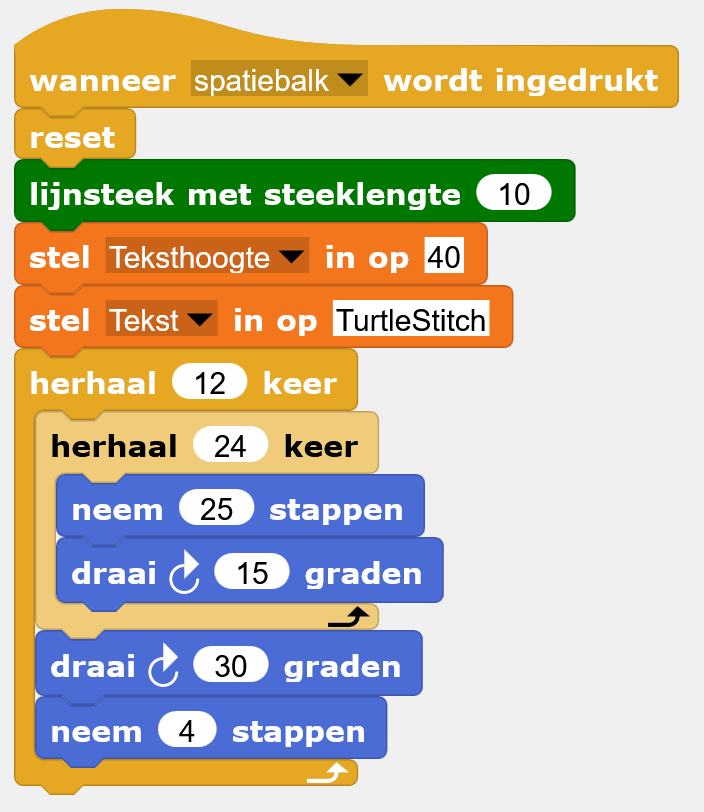 wanneer spatiebalk wordt ingedrukt
reset
lijnsteek met steeklengte 10
stel Teksthoogte in op 40
stel Tekst in op TurtleStitch
herhaal 12 keer
herhaal 24 keer
neem 25 stappen
draai 15 graden
draai 30 graden
neem 4 stappen